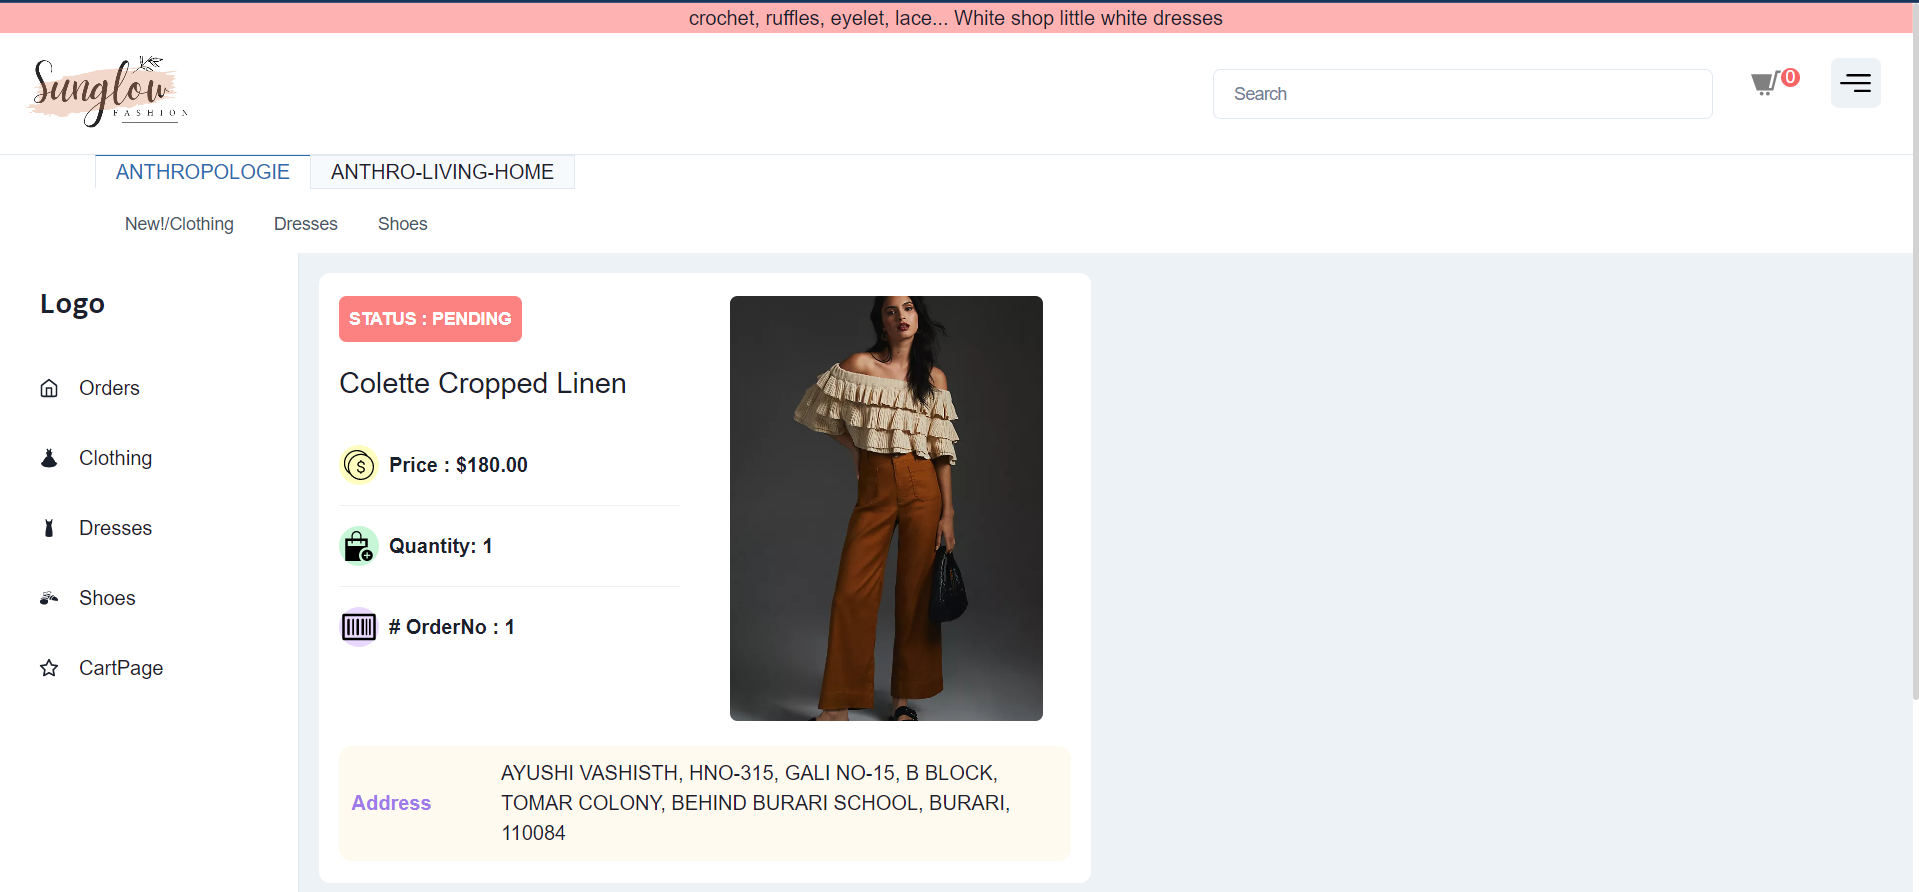 crochet, ruffles, eyelet, lace... White shop little white dresses
Sunglow
FASHION
Search
0
ANTHROPOLOGIE
ANTHRO-LIVING-HOME
New!/Clothing
Dresses
Shoes
Logo
Orders
Clothing
Dresses
Shoes
CartPage
STATUS : PENDING
Colette Cropped Linen
$
Price : $180.00
Quantity: 1
# OrderNo : 1
Address
AYUSHI VASHISTH, HNO-315, GALI NO-15, B BLOCK,
TOMAR COLONY, BEHIND BURARI SCHOOL, BURARI,
110084